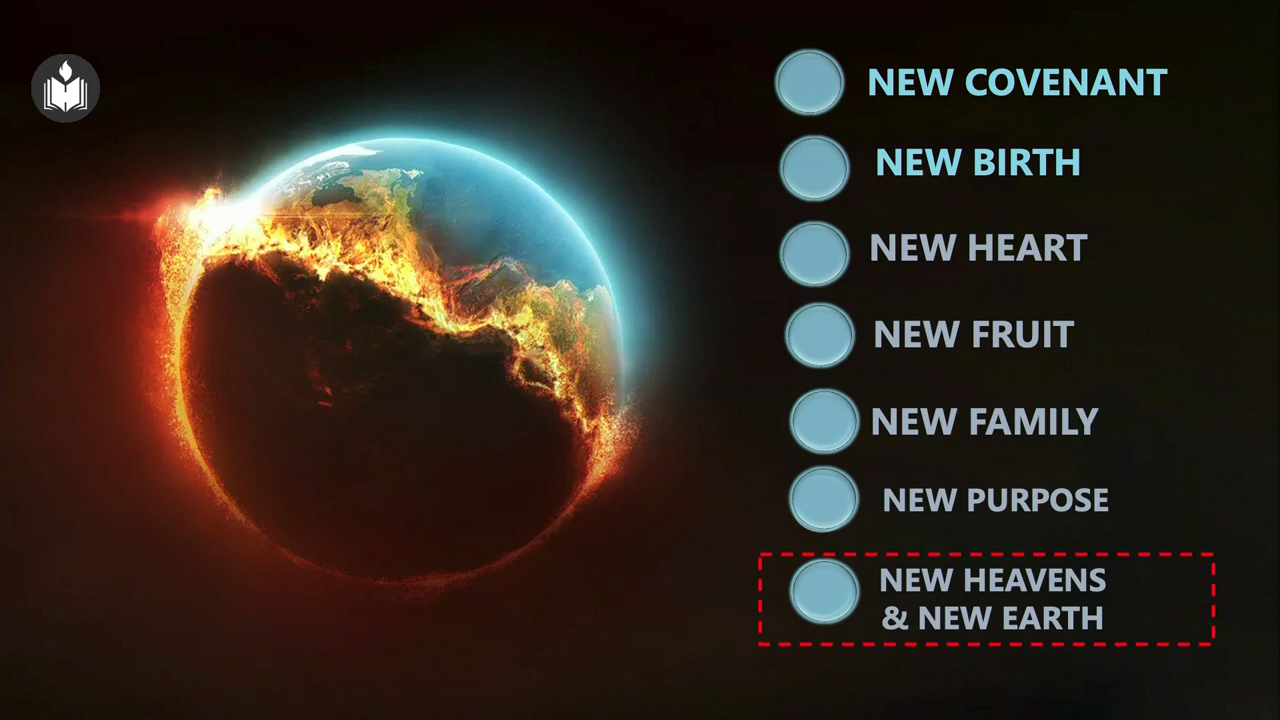 NEW COVENANT
NEW BIRTH
NEW HEART
NEW FRUIT
NEW FAMILY
NEW PURPOSE
NEW HEAVENS
& NEW EARTH